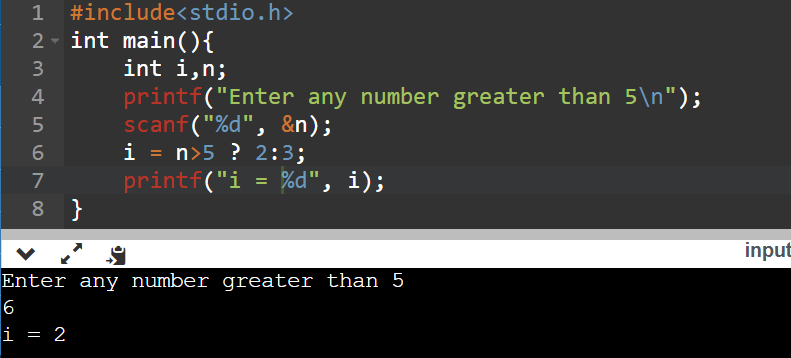 1 #include<stdio.h>
2 int main(){
3     int i,n;
4     printf("Enter any number greater than 5\n");
5     scanf("%d", &n);
6     i = n>5 ? 2:3;
7     printf("i = %d", i);
8 }
input
Enter any number greater than 5
6
i = 2